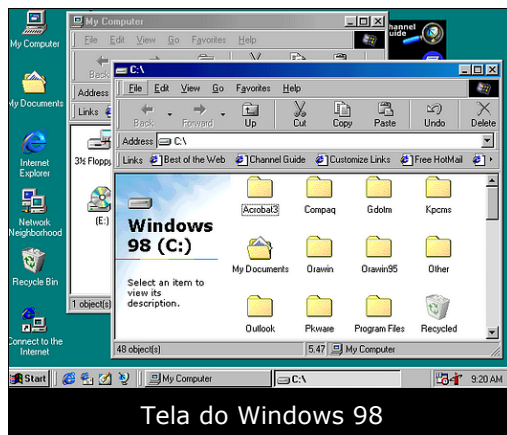 My Computer
My Documents
Internet
Explorer
Network
Neighborhood
Recycle Bin
Connect to the
Internet
My Computer
File Edit View Go Favorites Help
Back
Address
Links
3½ Floppy
(E:)
1 object(s)
C:\
File Edit View Go Favorites Help
Back Forward Up Cut Copy Paste Undo Delete
Address C:\
Links Best of the Web Channel Guide Customize Links Free HotMail
Windows
98 (C:)
Select an item to
view its
description.
Acrobat3 Compaq Gdotm Kpcms
My Documents Orawin Orawin95 Other
Outlook Pkware Program Files Recycled
48 object(s) 5.47 My Computer
Start My Computer C:\ 9:20 AM
Tela do Windows 98